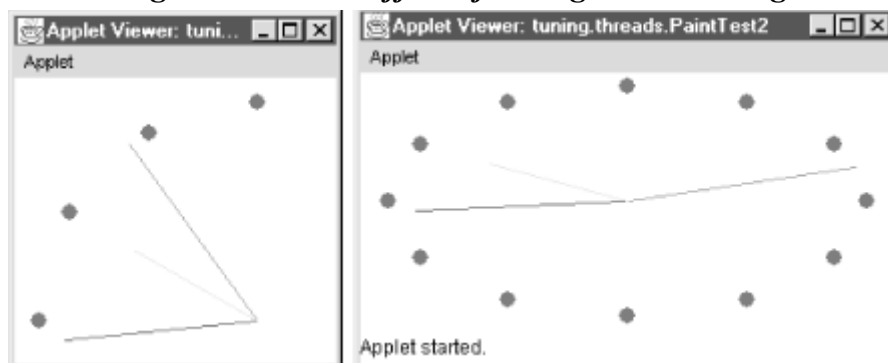 Applet Viewer: tuni...
Applet
Applet Viewer: tuning.threads.PaintTest2
Applet
Applet started.